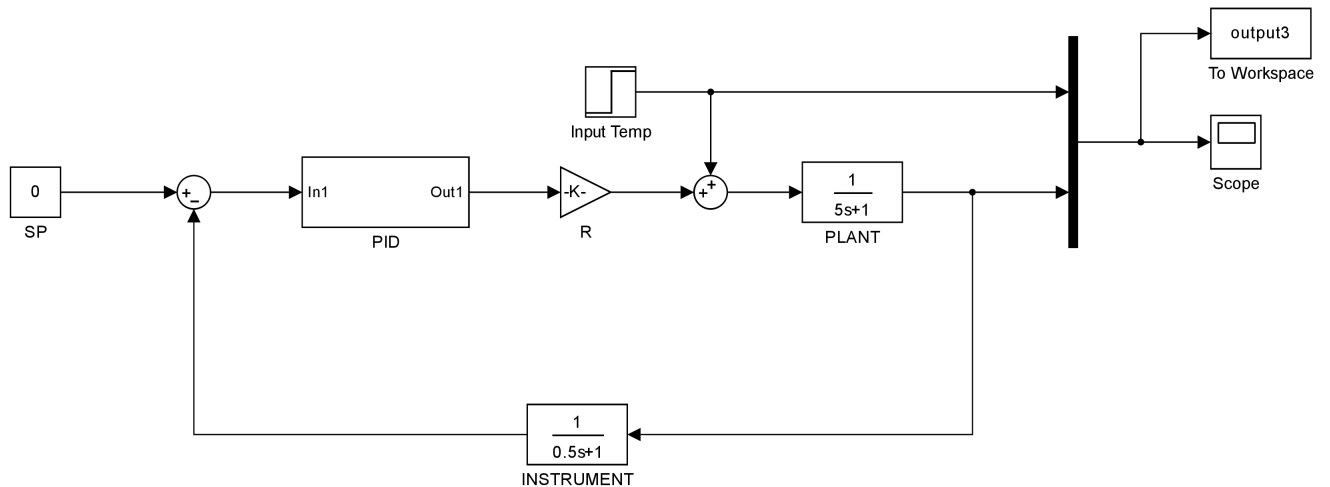 output3
To Workspace
Input Temp
Scope
0
SP
+
−
In1
Out1
PID
-K-
R
+
+
1
5s+1
PLANT
1
0.5s+1
INSTRUMENT